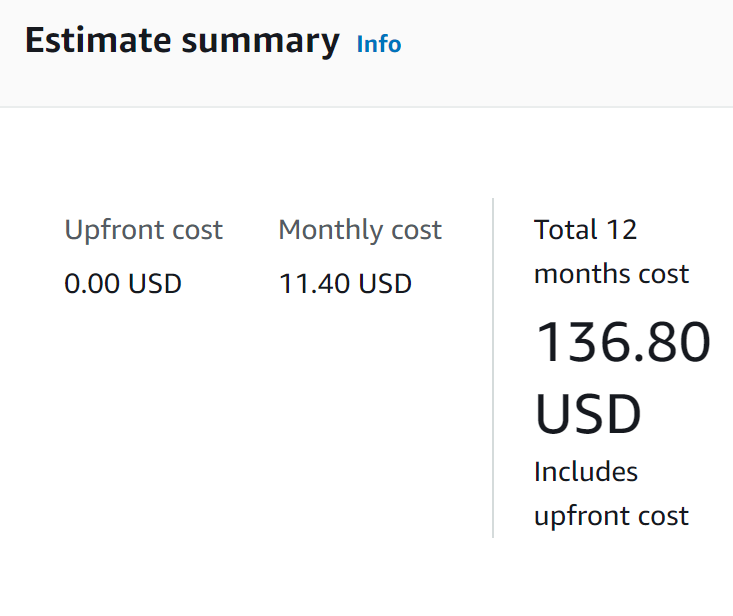 Estimate summary Info
Upfront cost
0.00 USD
Monthly cost
11.40 USD
Total 12
months cost
136.80
USD
Includes
upfront cost